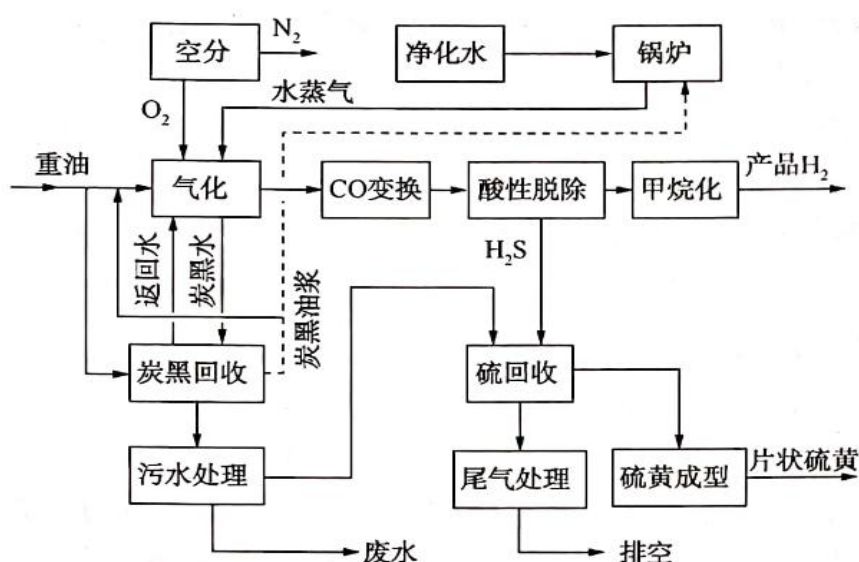 空分
N₂
净化水
锅炉
水蒸气
O₂
重油
气化
CO变换
酸性脱除
甲烷化
产品H₂
返回水
炭黑水
炭黑油浆
H₂S
炭黑回收
硫回收
污水处理
尾气处理
硫黄成型
片状硫黄
废水
排空